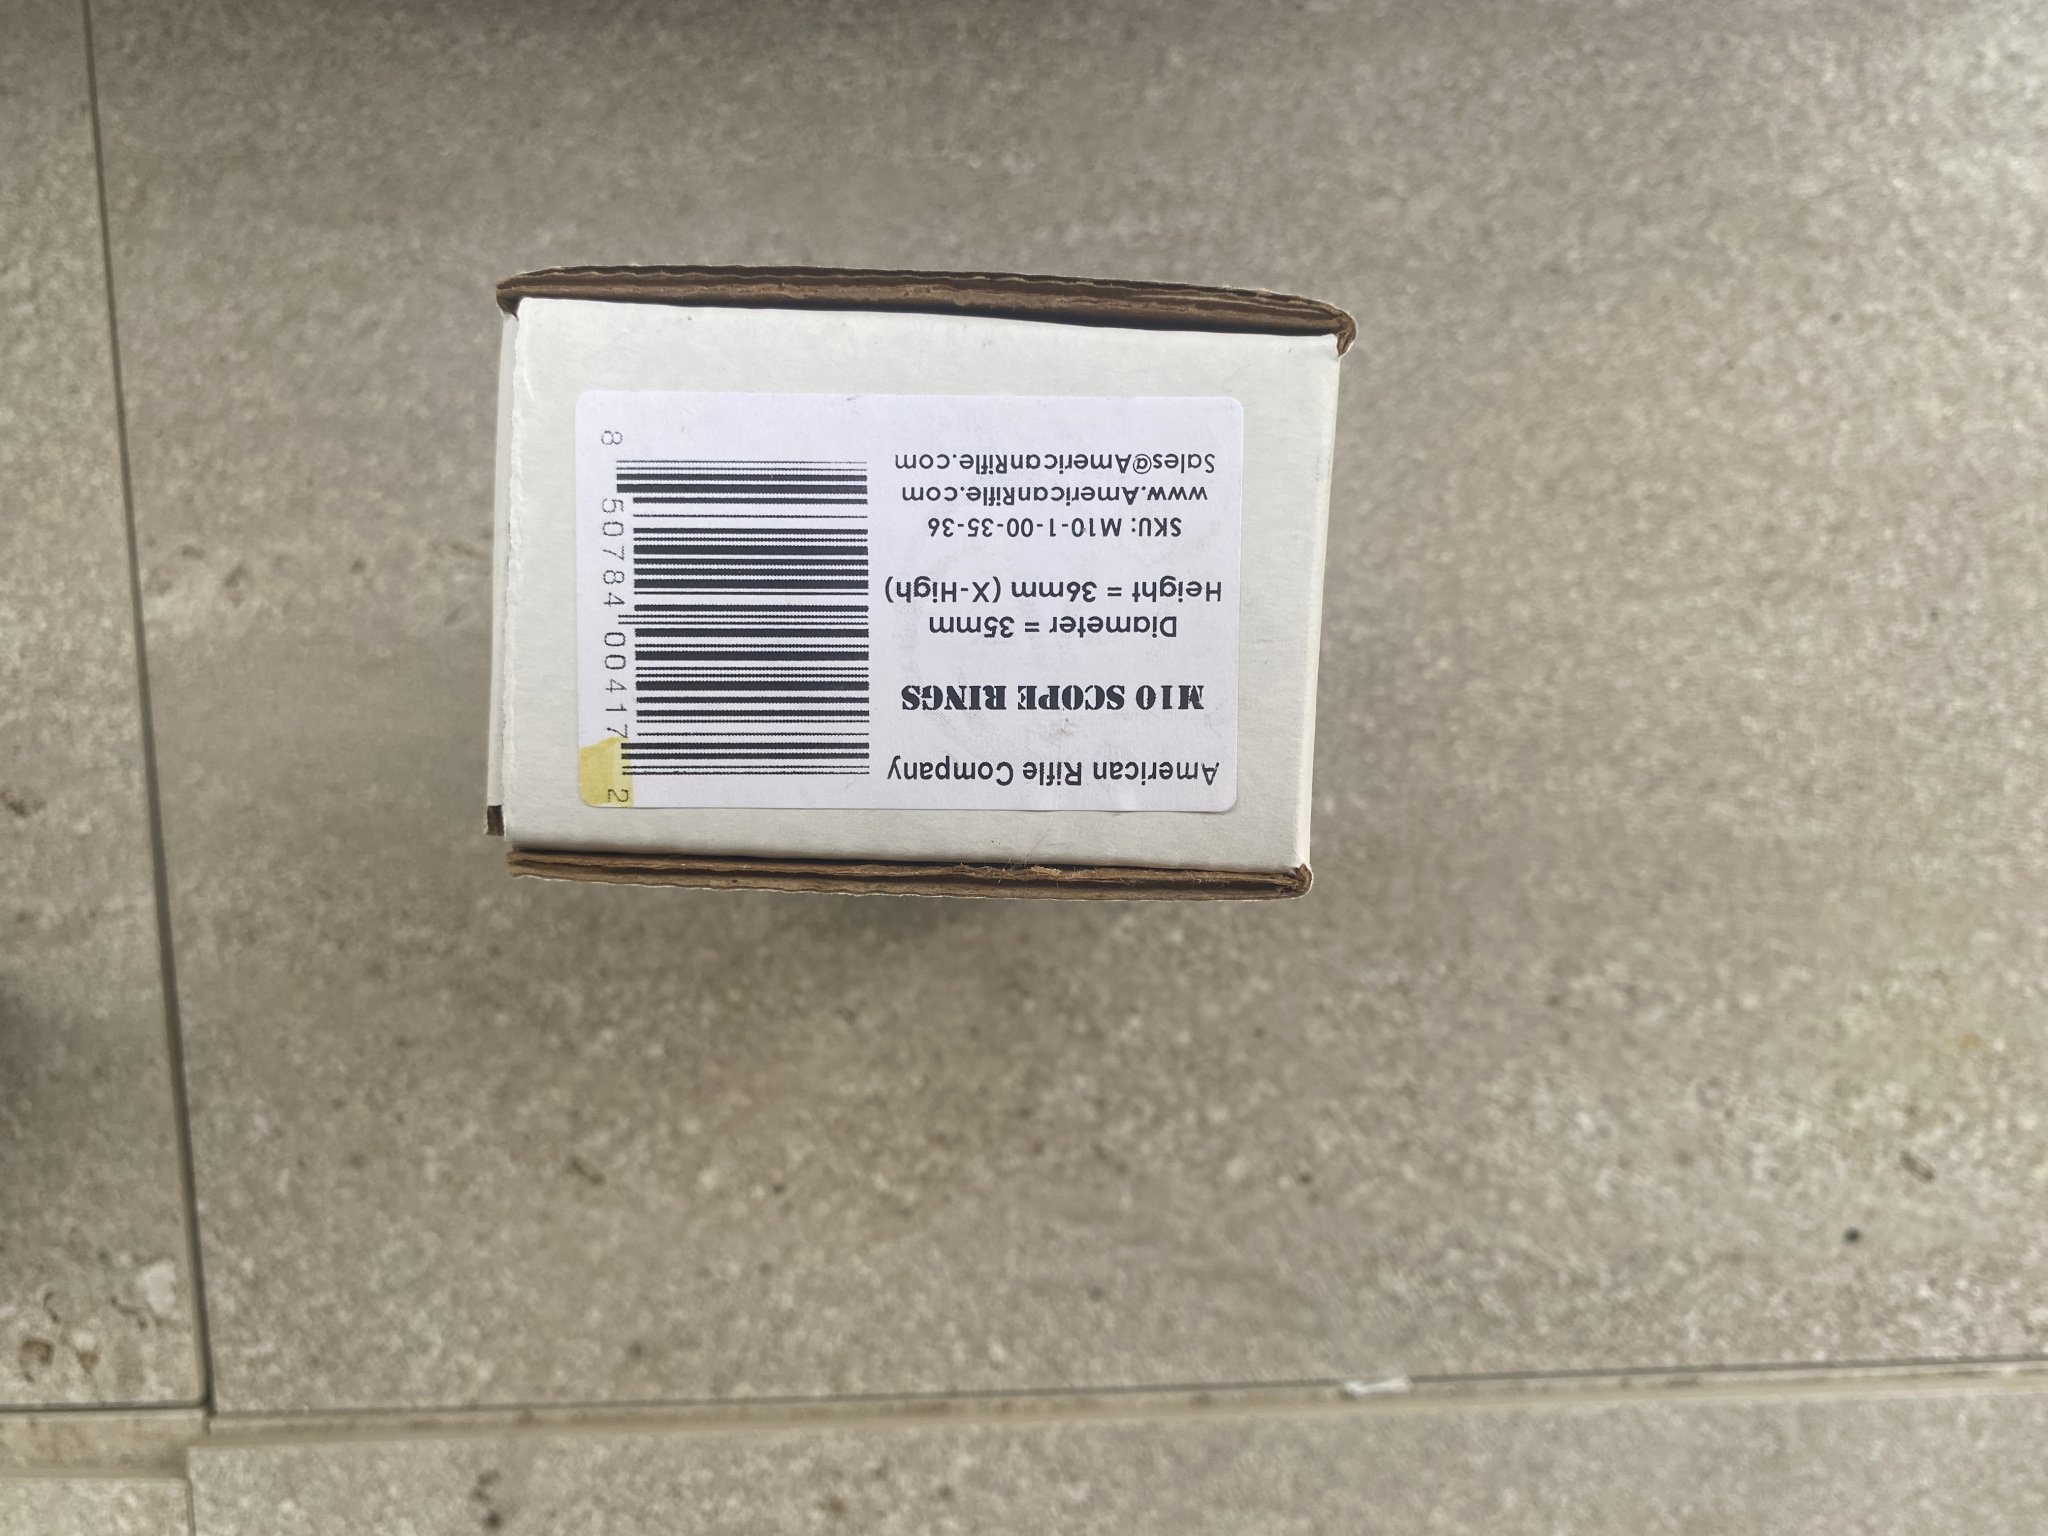 American Rifle Company
M10 SCOPE RINGS
Diameter = 35mm
Height = 36mm (X-High)
SKU: M10-1-00-35-36
www.AmericanRifle.com
Sales@AmericanRifle.com
8 50784 00417 2